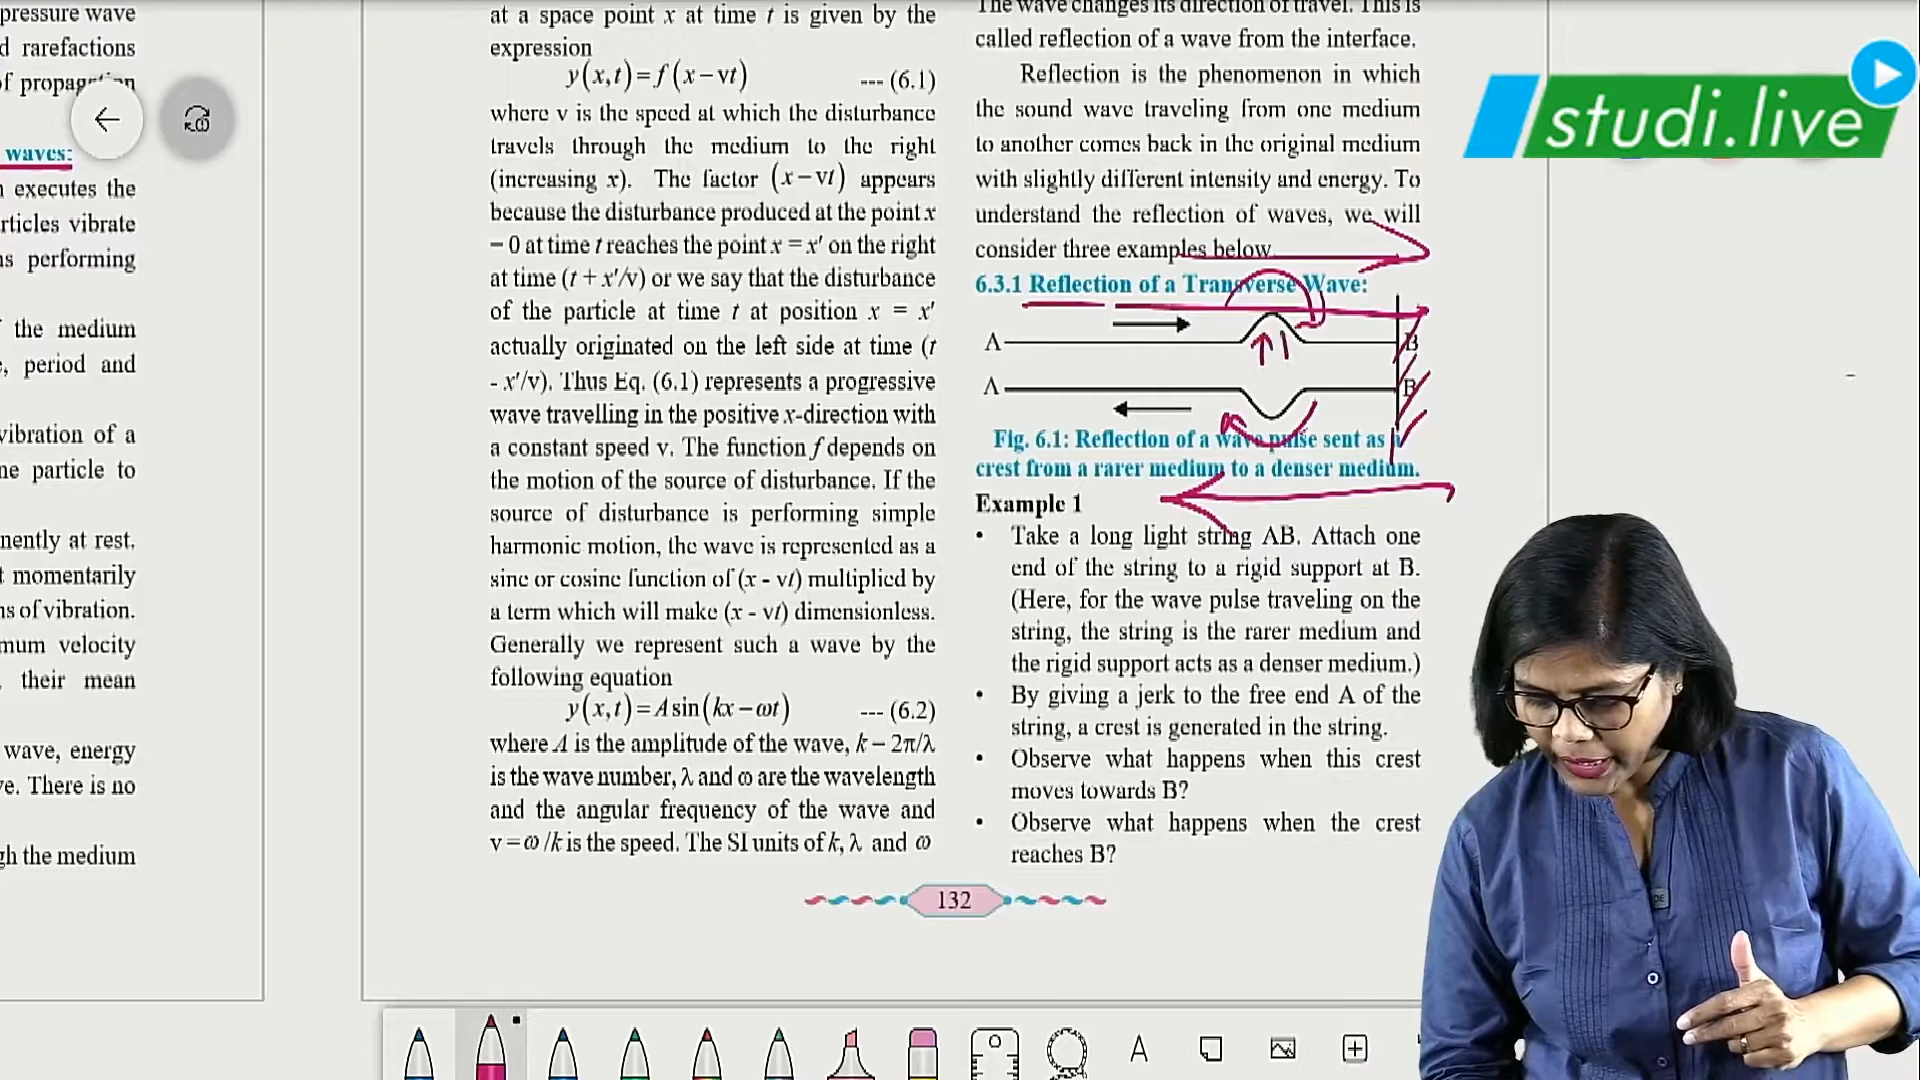 pressure wave
d rarefactions
of propagation
waves:
n executes the
rticles vibrate
ns performing
the medium
, period and
vibration of a
ne particle to
nently at rest.
t momentarily
ns of vibration.
mum velocity
, their mean
wave, energy
ve. There is no
gh the medium
at a space point x at time t is given by the
expression
y(x,t)=f(x−vt) --- (6.1)
where v is the speed at which the disturbance
travels through the medium to the right
(increasing x). The factor (x−vt) appears
because the disturbance produced at the point x
= 0 at time t reaches the point x = x′ on the right
at time (t + x′/v) or we say that the disturbance
of the particle at time t at position x = x′
actually originated on the left side at time (t
- x′/v). Thus Eq. (6.1) represents a progressive
wave travelling in the positive x-direction with
a constant speed v. The function f depends on
the motion of the source of disturbance. If the
source of disturbance is performing simple
harmonic motion, the wave is represented as a
sine or cosine function of (x - vt) multiplied by
a term which will make (x - vt) dimensionless.
Generally we represent such a wave by the
following equation
y(x,t)=Asin(kx−ωt) --- (6.2)
where A is the amplitude of the wave, k = 2π/λ
is the wave number, λ and ω are the wavelength
and the angular frequency of the wave and
v=ω/k is the speed. The SI units of k, λ and ω
The wave changes its direction of travel. This is
called reflection of a wave from the interface.
Reflection is the phenomenon in which
the sound wave traveling from one medium
to another comes back in the original medium
with slightly different intensity and energy. To
understand the reflection of waves, we will
consider three examples below
6.3.1 Reflection of a Transverse Wave:
A B
A B
Fig. 6.1: Reflection of a wave pulse sent as a
crest from a rarer medium to a denser medium.
Example 1
• Take a long light string AB. Attach one
end of the string to a rigid support at B.
(Here, for the wave pulse traveling on the
string, the string is the rarer medium and
the rigid support acts as a denser medium.)
• By giving a jerk to the free end A of the
string, a crest is generated in the string.
• Observe what happens when this crest
moves towards B?
• Observe what happens when the crest
reaches B?
132
studi.live
A